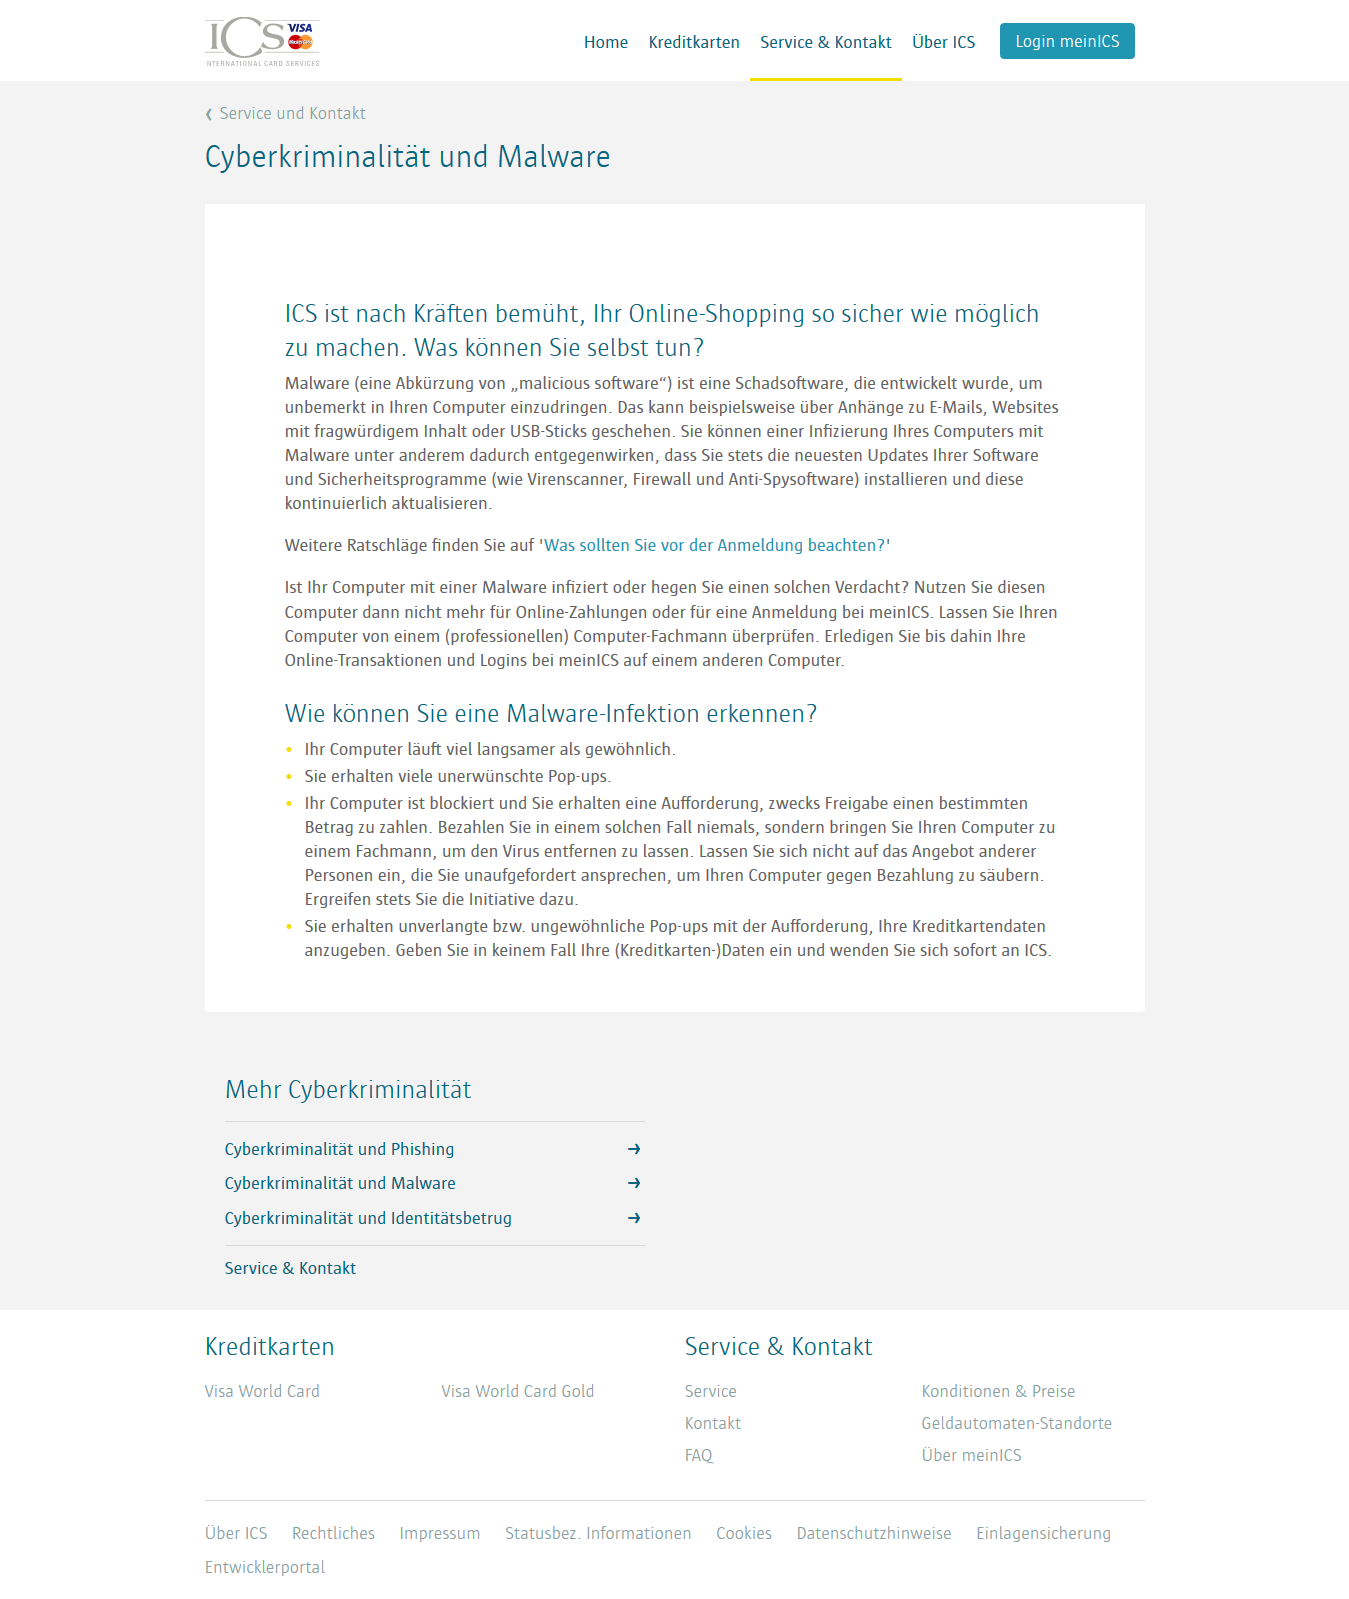 ICS VISA
INTERNATIONAL CARD SERVICES
Home Kreditkarten Service & Kontakt Über ICS Login meinICS
Service und Kontakt
Cyberkriminalität und Malware
ICS ist nach Kräften bemüht, Ihr Online-Shopping so sicher wie möglich
zu machen. Was können Sie selbst tun?
Malware (eine Abkürzung von „malicious software“) ist eine Schadsoftware, die entwickelt wurde, um
unbemerkt in Ihren Computer einzudringen. Das kann beispielsweise über Anhänge zu E-Mails, Websites
mit fragwürdigem Inhalt oder USB-Sticks geschehen. Sie können einer Infizierung Ihres Computers mit
Malware unter anderem dadurch entgegenwirken, dass Sie stets die neuesten Updates Ihrer Software
und Sicherheitsprogramme (wie Virenscanner, Firewall und Anti-Spysoftware) installieren und diese
kontinuierlich aktualisieren.
Weitere Ratschläge finden Sie auf 'Was sollten Sie vor der Anmeldung beachten?'
Ist Ihr Computer mit einer Malware infiziert oder hegen Sie einen solchen Verdacht? Nutzen Sie diesen
Computer dann nicht mehr für Online-Zahlungen oder für eine Anmeldung bei meinICS. Lassen Sie Ihren
Computer von einem (professionellen) Computer-Fachmann überprüfen. Erledigen Sie bis dahin Ihre
Online-Transaktionen und Logins bei meinICS auf einem anderen Computer.
Wie können Sie eine Malware-Infektion erkennen?
• Ihr Computer läuft viel langsamer als gewöhnlich.
• Sie erhalten viele unerwünschte Pop-ups.
• Ihr Computer ist blockiert und Sie erhalten eine Aufforderung, zwecks Freigabe einen bestimmten
Betrag zu zahlen. Bezahlen Sie in einem solchen Fall niemals, sondern bringen Sie Ihren Computer zu
einem Fachmann, um den Virus entfernen zu lassen. Lassen Sie sich nicht auf das Angebot anderer
Personen ein, die Sie unaufgefordert ansprechen, um Ihren Computer gegen Bezahlung zu säubern.
Ergreifen stets Sie die Initiative dazu.
• Sie erhalten unverlangte bzw. ungewöhnliche Pop-ups mit der Aufforderung, Ihre Kreditkartendaten
anzugeben. Geben Sie in keinem Fall Ihre (Kreditkarten-)Daten ein und wenden Sie sich sofort an ICS.
Mehr Cyberkriminalität
Cyberkriminalität und Phishing
Cyberkriminalität und Malware
Cyberkriminalität und Identitätsbetrug
Service & Kontakt
Kreditkarten Service & Kontakt
Visa World Card Visa World Card Gold Service Konditionen & Preise
Kontakt Geldautomaten-Standorte
FAQ Über meinICS
Über ICS Rechtliches Impressum Statusbez. Informationen Cookies Datenschutzhinweise Einlagensicherung
Entwicklerportal